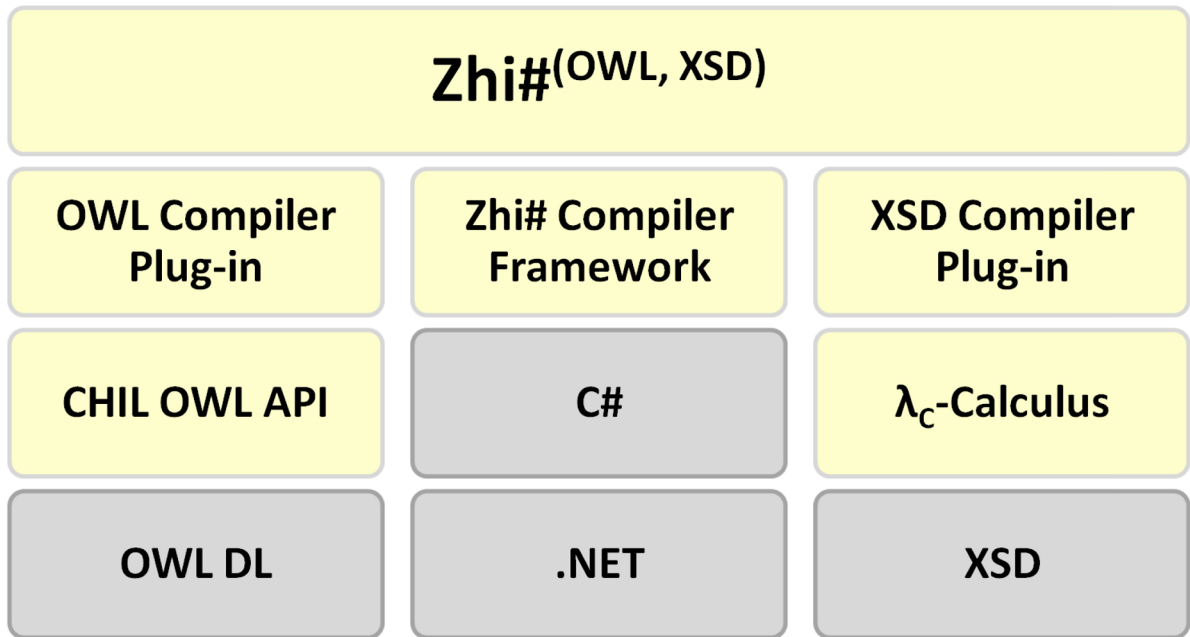 Zhi#(OWL, XSD)
OWL Compiler
Plug-in
Zhi# Compiler
Framework
XSD Compiler
Plug-in
CHIL OWL API
C#
λC-Calculus
OWL DL
.NET
XSD